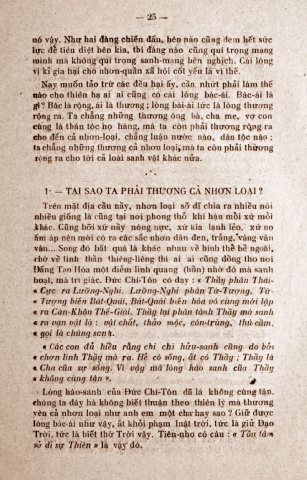 — 25 —
nó vậy. Như hai đàng chiến đấu, bên nào cũng đem hết sức
lực để tiêu diệt bên kia, thì đàng nào cũng quí trọng mạng
mình mà không quí trọng sanh-mạng bên nghịch. Cái lòng
vị kỉ gia hại cho nhơn-quần xã hội cốt yếu là vì thế.
Nay muốn tảo trừ các đều hại ấy, cần nhứt phải làm thế
nào cho thiên hạ ai ai cũng có cái lòng bác-ái. Bác-ái là
gì? Bác là rộng, ái là thương; lòng bái-ái tức là lòng thương
rộng ra. Ta chẳng những thương ông bà, cha mẹ, vợ con
cùng là thân tộc họ hàng, mà ta còn phải thương rộng ra
cho đến cả nhơn-loại, chẳng luận nước nào, dân tộc nào;
ta chẳng những thương cả nhơn loại, mà ta còn phải thương
rộng ra cho tới cả loài sanh vật khác nữa.
1· — TẠI SAO TA PHẢI THƯƠNG CẢ NHƠN LOẠI?
Trên mặt địa cầu nầy, nhơn loại sở dĩ chia ra nhiều nòi
nhiều giống là cũng tại nơi phong thổ khí hậu mỗi xứ mỗi
khác. Cũng bởi xứ nầy nóng nực, xứ kia lạnh lẽo, xứ nọ
ấm áp nên mới có ra các sắc nhơn dân đen, trắng, vàng vân
vân... Song đó bất quá là khác nhau về hình thể bề ngoài,
chớ về tinh thần thiêng-liêng thì ai ai cũng đồng thọ nơi
Đấng Tạo Hóa một điểm linh quang (hồn) nhờ đó mà sanh
hoạt, mà tri giác. Đức Chí-Tôn có dạy: « Thầy phân Thái-
« Cực ra Lưỡng-Nghi. Lưỡng-Nghi phân Tứ-Tượng, Tứ-
« Tượng biến Bát-Quái, Bát-Quái biến hóa vô cùng mới lập
« ra Càn-Khôn Thế-Giái. Thầy lại phân tánh Thầy mà sanh
« ra vạn vật là: vật chất, thảo mộc, côn-trùng, thú-cầm.
« gọi là chúng sanh.
« Các con đủ hiểu rằng chi chi hữu-sanh cũng do bởi
« chơn linh Thầy mà ra. Hễ có sống, ắt có Thầy; Thầy là
« Cha của sự sống. Vì vậy mà lòng háo sanh của Thầy
« không cùng tận ».
Lòng háo-sanh của Đức Chí-Tôn đã là không cùng tận,
chúng ta đây há không biết thuận theo thiên lý mà thương
yêu cả nhơn loại như anh em một cha hay sao? Giữ được
lòng bác-ái như vậy, ắt khỏi phạm luật trời, tức là giữ Đạo
Trời, tức là biết thờ Trời vậy. Tiên-nho có câu: « Tồn tâm
« sở dĩ sự Thiên » là vậy đó.